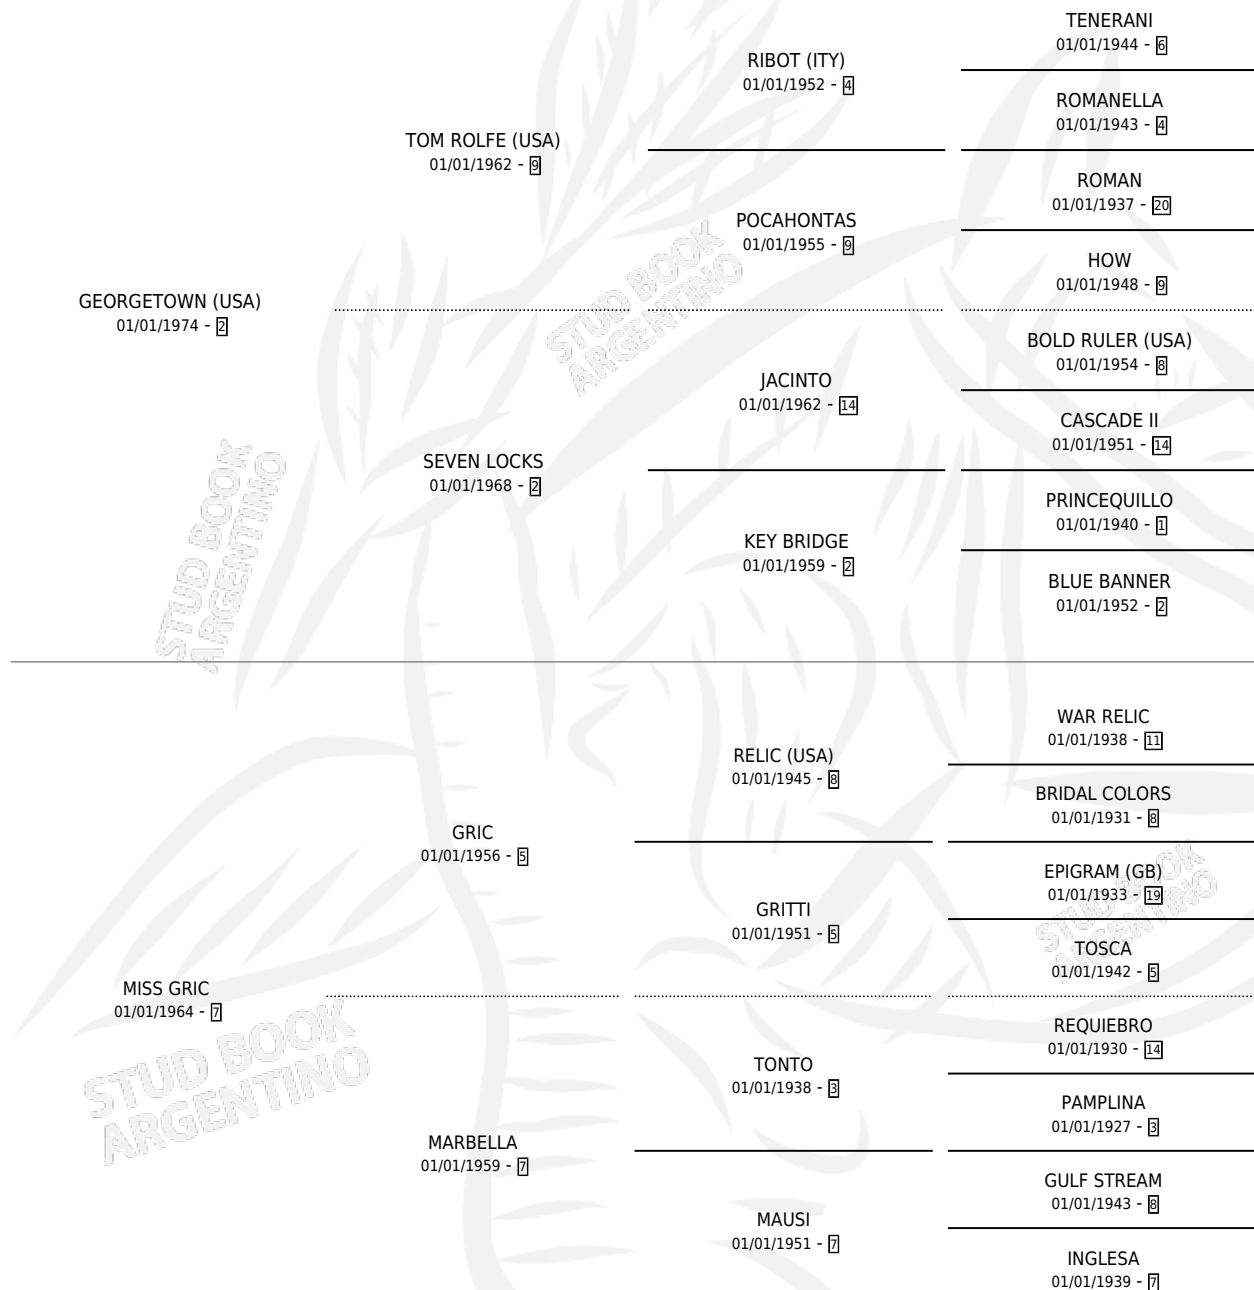 TENERANI
01/01/1944 - 6
RIBOT (ITY)
01/01/1952 - 4
ROMANELLA
01/01/1943 - 4
TOM ROLFE (USA)
01/01/1962 - 9
ROMAN
01/01/1937 - 20
POCAHONTAS
01/01/1955 - 9
HOW
01/01/1948 - 9
GEORGETOWN (USA)
01/01/1974 - 2
STUD BOOK
ARGENTINO
BOLD RULER (USA)
01/01/1954 - 8
JACINTO
01/01/1962 - 14
CASCADE II
01/01/1951 - 14
SEVEN LOCKS
01/01/1968 - 2
PRINCEQUILLO
01/01/1940 - 1
KEY BRIDGE
01/01/1959 - 2
BLUE BANNER
01/01/1952 - 2
STUD BOOK
ARGENTINO
WAR RELIC
01/01/1938 - 11
RELIC (USA)
01/01/1945 - 8
BRIDAL COLORS
01/01/1931 - 8
GRIC
01/01/1956 - 5
EPIGRAM (GB)
01/01/1933 - 19
GRITTI
01/01/1951 - 5
STUD BOOK
ARGENTINO
TOSCA
01/01/1942 - 5
MISS GRIC
01/01/1964 - 7
REQUIEBRO
01/01/1930 - 14
TONTO
01/01/1938 - 3
STUD BOOK
ARGENTINO
PAMPLINA
01/01/1927 - 3
MARBELLA
01/01/1959 - 7
GULF STREAM
01/01/1943 - 8
MAUSI
01/01/1951 - 7
INGLESA
01/01/1939 - 7